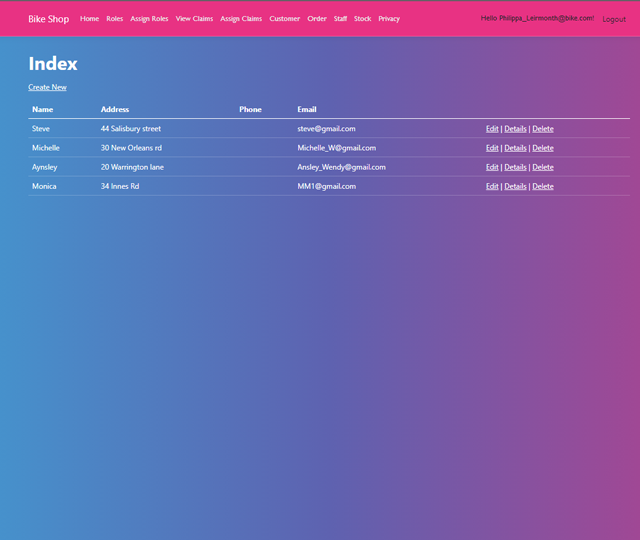 Bike Shop Home Roles Assign Roles View Claims Assign Claims Customer Order Staff Stock Privacy Hello Philippa_Leirmonth@bike.com! Logout
Index
Create New
Name Address Phone Email
Steve 44 Salisbury street steve@gmail.com Edit | Details | Delete
Michelle 30 New Orleans rd Michelle_W@gmail.com Edit | Details | Delete
Aynsley 20 Warrington lane Ansley_Wendy@gmail.com Edit | Details | Delete
Monica 34 Innes Rd MM1@gmail.com Edit | Details | Delete